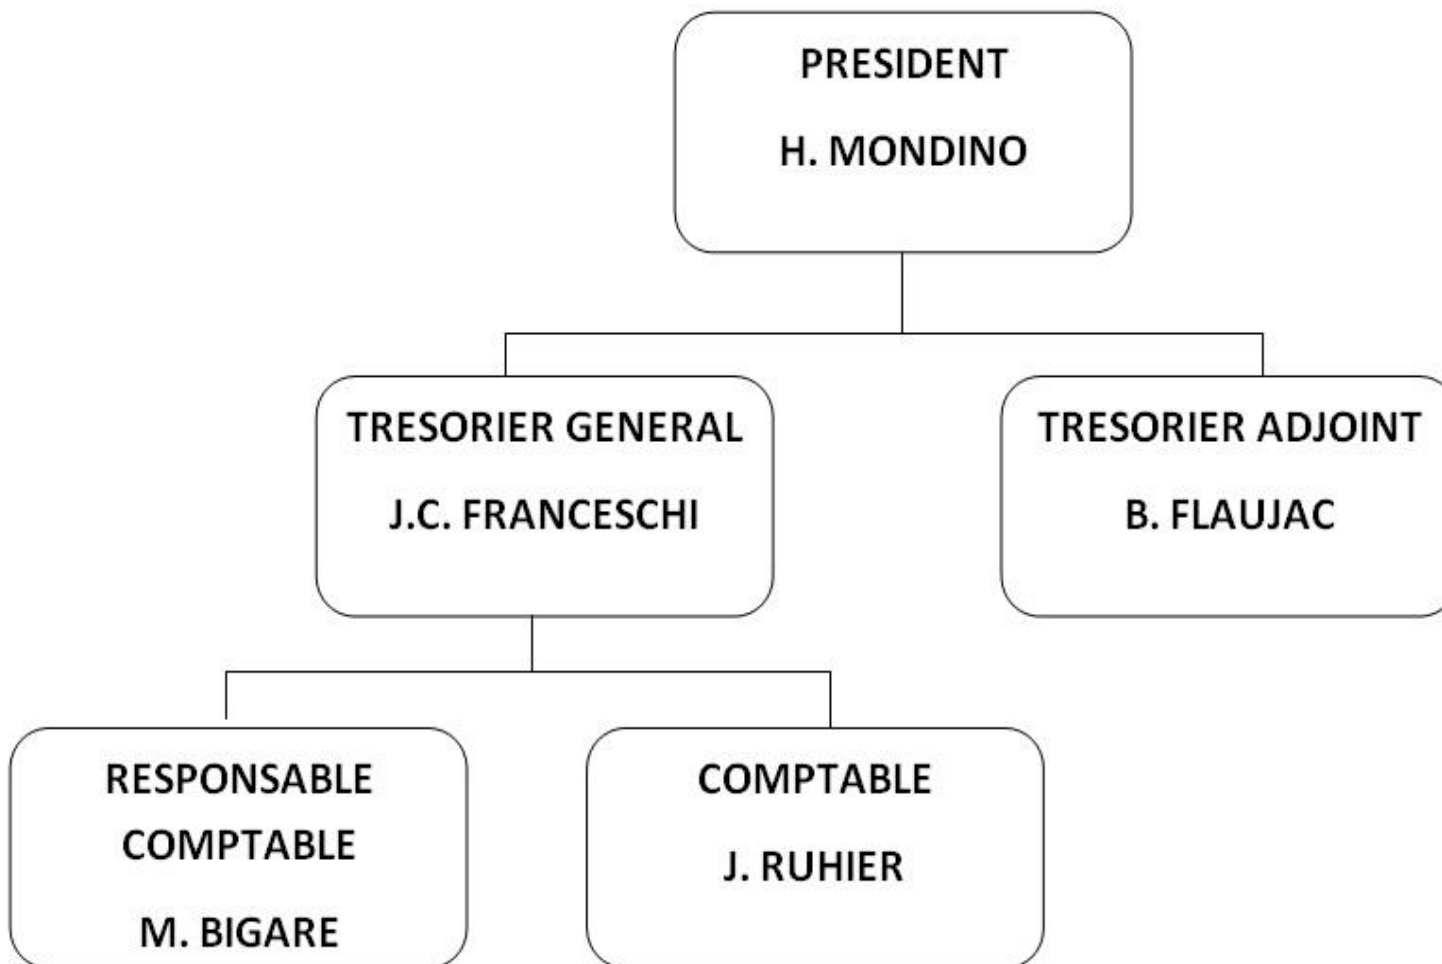 PRESIDENT
H. MONDINO
TRESORIER GENERAL
J.C. FRANCESCHI
TRESORIER ADJOINT
B. FLAUJAC
RESPONSABLE
COMPTABLE
M. BIGARE
COMPTABLE
J. RUHIER